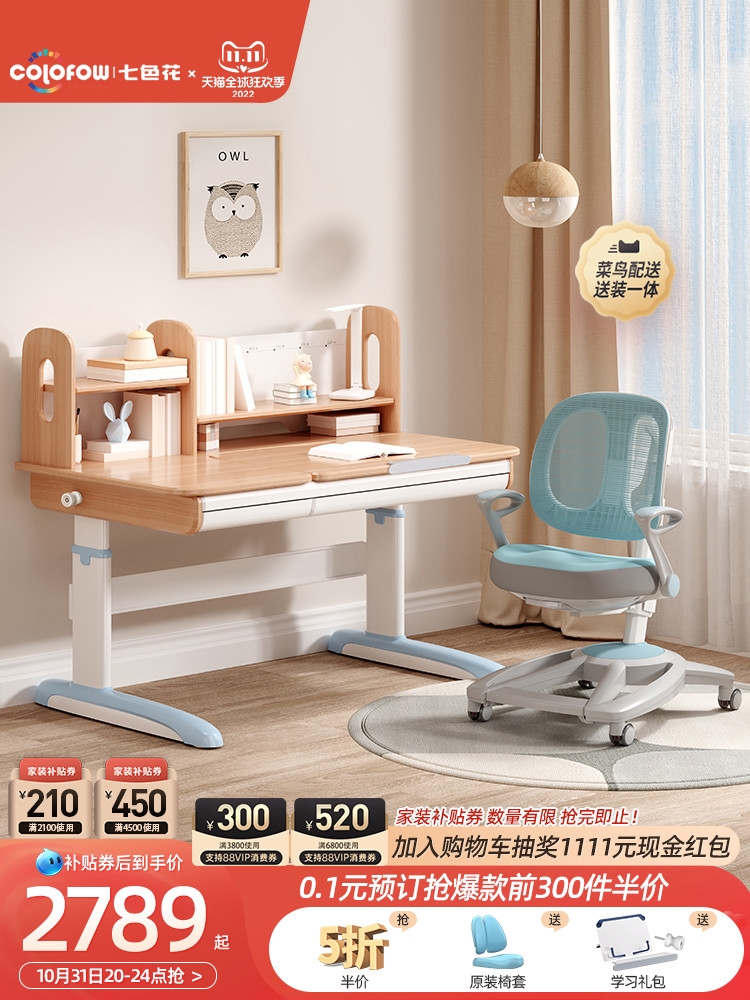 COLOFOW|七色花 ×
11.11
天猫全球狂欢季
2022
OWL
菜鸟配送
送装一体
家装补贴券
¥210
满2100使用
家装补贴券
¥450
满4500使用
¥300
满3800使用
支持88VIP消费券
¥520
满6800使用
支持88VIP消费券
家装补贴券 数量有限 抢完即止!
加入购物车抽奖1111元现金红包
补贴券后到手价
2789起
10月31日20-24点抢 >
0.1元预订抢爆款前300件半价
5折
抢
半价
送
原装椅套
送
学习礼包